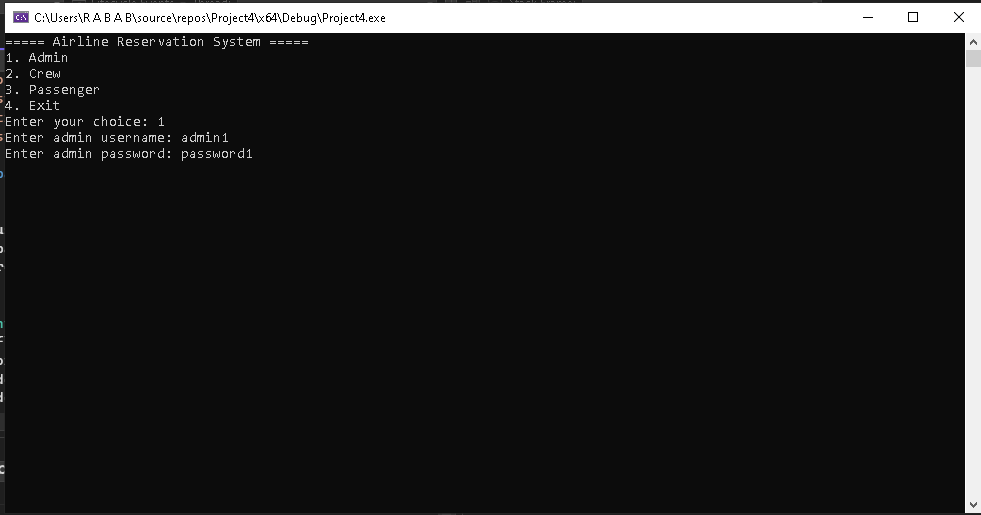 C:\Users\R A B A B\source\repos\Project4\x64\Debug\Project4.exe
===== Airline Reservation System =====
1. Admin
2. Crew
3. Passenger
4. Exit
Enter your choice: 1
Enter admin username: admin1
Enter admin password: password1